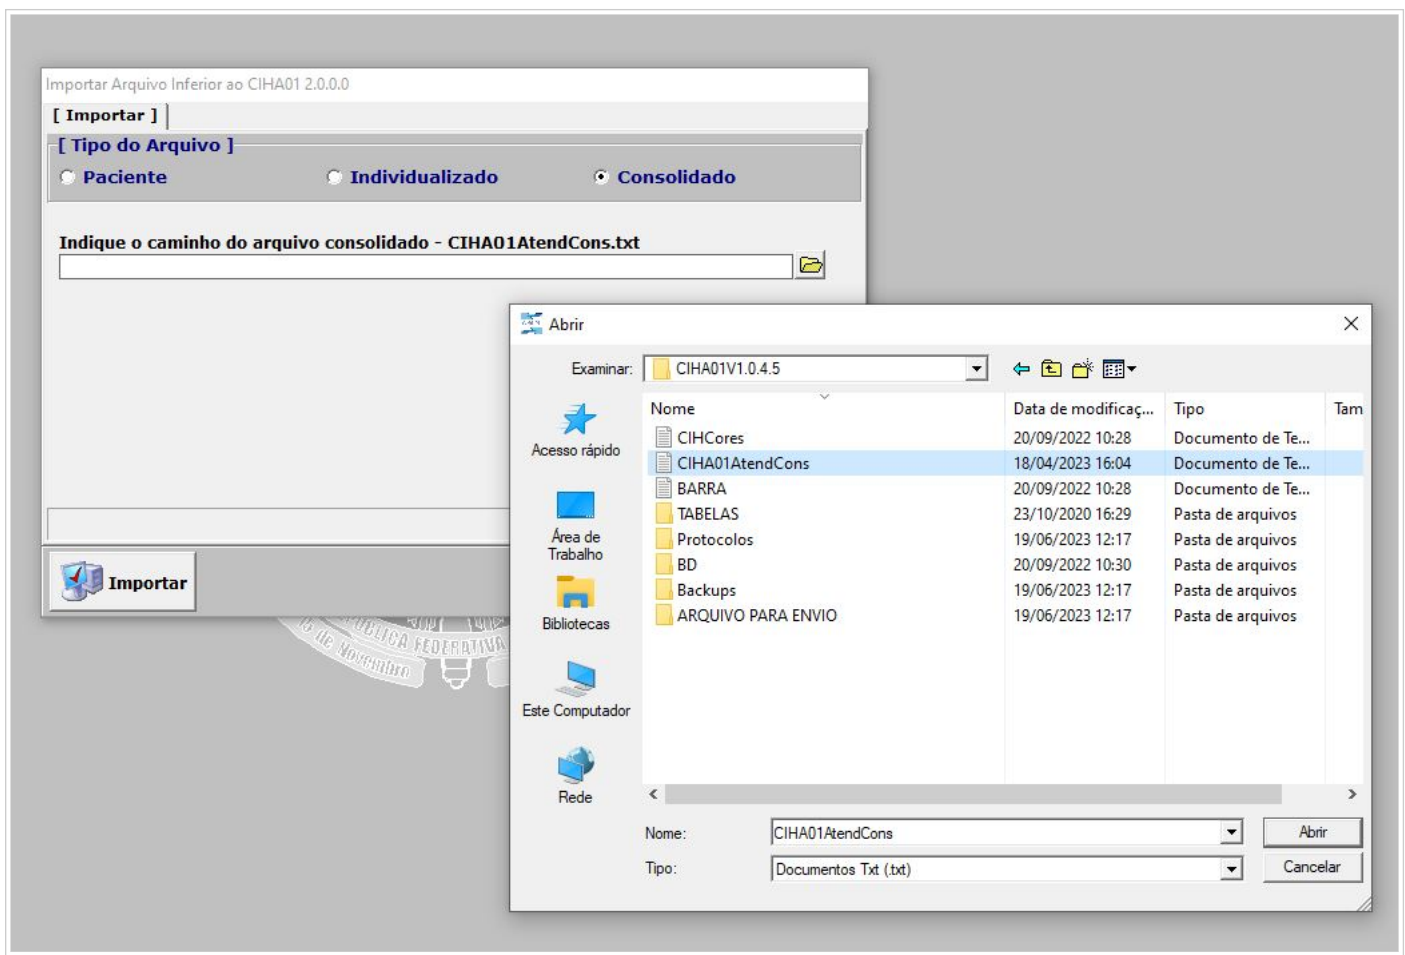 Importar Arquivo Inferior ao CIHA01 2.0.0.0
[ Importar ]
[ Tipo do Arquivo ]
Paciente Individualizado Consolidado
Indique o caminho do arquivo consolidado - CIHA01AtendCons.txt
Importar
REPÚBLICA FEDERATIVA
15 de Novembro
Abrir
Examinar: CIHA01V1.0.4.5
Acesso rápido
Área de
Trabalho
Bibliotecas
Este Computador
Rede
Nome Data de modificaç... Tipo Tam
CIHCores 20/09/2022 10:28 Documento de Te...
CIHA01AtendCons 18/04/2023 16:04 Documento de Te...
BARRA 20/09/2022 10:28 Documento de Te...
TABELAS 23/10/2020 16:29 Pasta de arquivos
Protocolos 19/06/2023 12:17 Pasta de arquivos
BD 20/09/2022 10:30 Pasta de arquivos
Backups 19/06/2023 12:17 Pasta de arquivos
ARQUIVO PARA ENVIO 19/06/2023 12:17 Pasta de arquivos
Nome: CIHA01AtendCons Abrir
Tipo: Documentos Txt (.txt) Cancelar